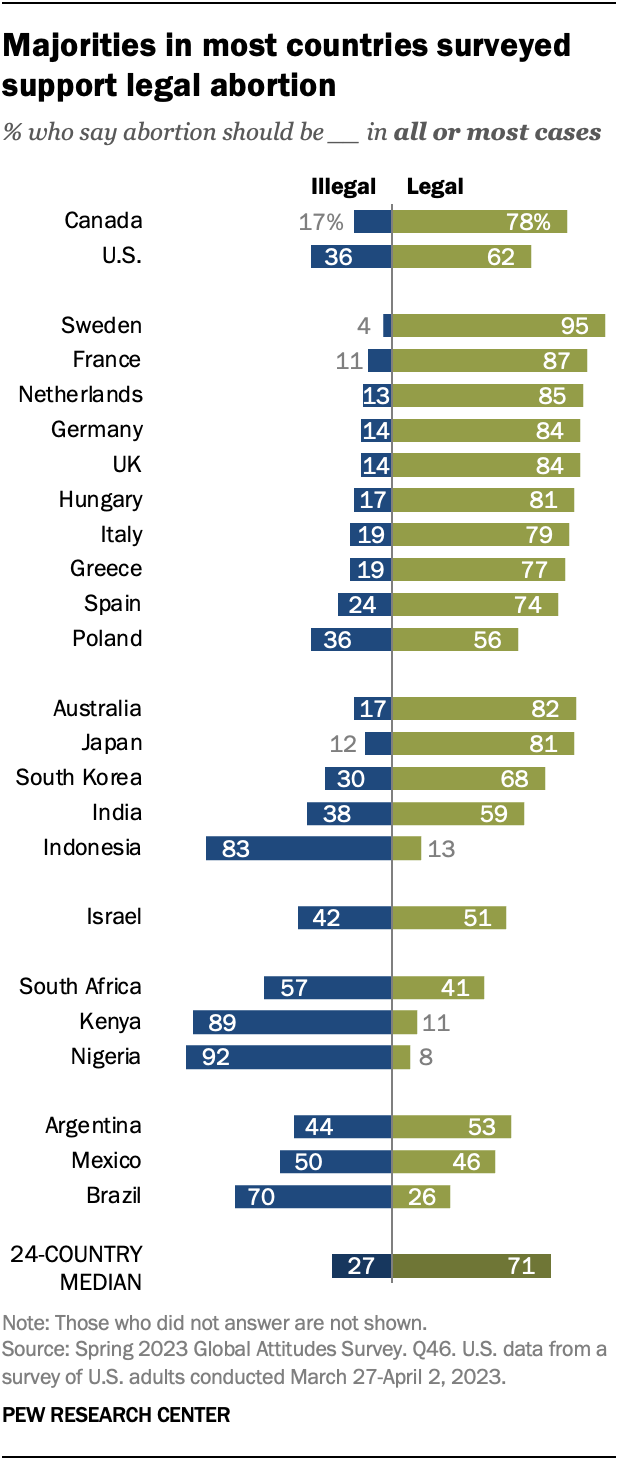 Majorities in most countries surveyed
support legal abortion
% who say abortion should be __ in all or most cases
Illegal Legal
Canada 17% 78%
U.S. 36 62
Sweden 4 95
France 11 87
Netherlands 13 85
Germany 14 84
UK 14 84
Hungary 17 81
Italy 19 79
Greece 19 77
Spain 24 74
Poland 36 56
Australia 17 82
Japan 12 81
South Korea 30 68
India 38 59
Indonesia 83 13
Israel 42 51
South Africa 57 41
Kenya 89 11
Nigeria 92 8
Argentina 44 53
Mexico 50 46
Brazil 70 26
24-COUNTRY
MEDIAN 27 71
Note: Those who did not answer are not shown.
Source: Spring 2023 Global Attitudes Survey. Q46. U.S. data from a
survey of U.S. adults conducted March 27-April 2, 2023.
PEW RESEARCH CENTER